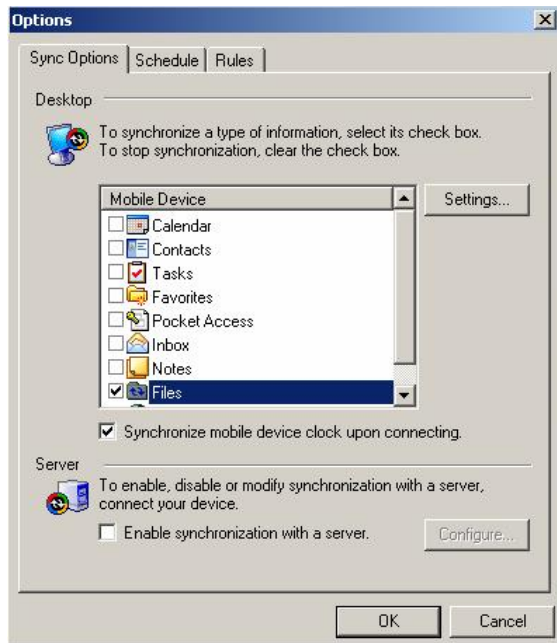 Options
Sync Options
Schedule
Rules
Desktop
To synchronize a type of information, select its check box.
To stop synchronization, clear the check box.
Mobile Device
Settings...
Calendar
Contacts
Tasks
Favorites
Pocket Access
Inbox
Notes
Files
Synchronize mobile device clock upon connecting.
Server
To enable, disable or modify synchronization with a server,
connect your device.
Enable synchronization with a server.
Configure...
OK
Cancel